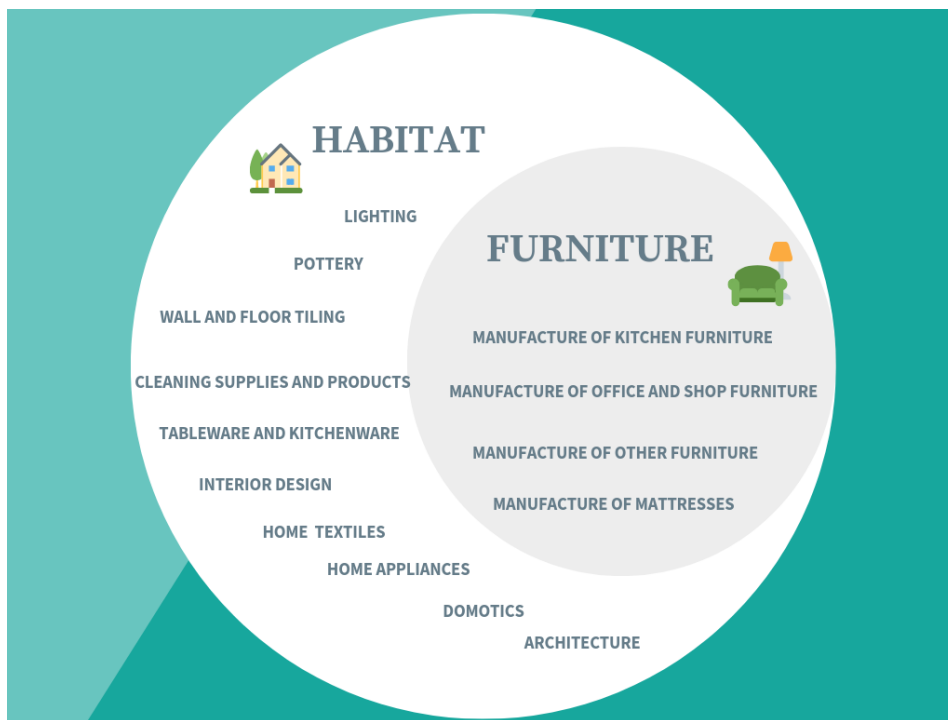 HABITAT
LIGHTING
POTTERY
WALL AND FLOOR TILING
CLEANING SUPPLIES AND PRODUCTS
TABLEWARE AND KITCHENWARE
INTERIOR DESIGN
HOME TEXTILES
HOME APPLIANCES
DOMOTICS
ARCHITECTURE
FURNITURE
MANUFACTURE OF KITCHEN FURNITURE
MANUFACTURE OF OFFICE AND SHOP FURNITURE
MANUFACTURE OF OTHER FURNITURE
MANUFACTURE OF MATTRESSES